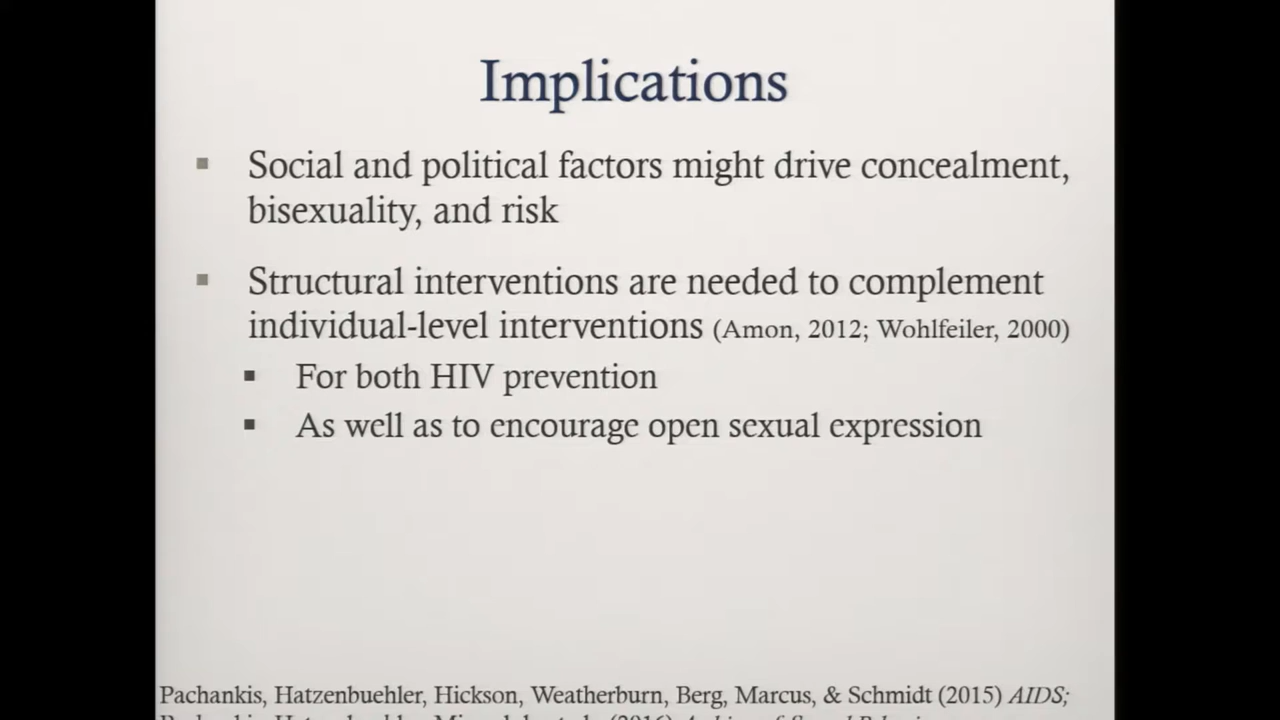 Implications
▪ Social and political factors might drive concealment,
bisexuality, and risk
▪ Structural interventions are needed to complement
individual-level interventions (Amon, 2012; Wohlfeiler, 2000)
▪ For both HIV prevention
▪ As well as to encourage open sexual expression
Pachankis, Hatzenbuehler, Hickson, Weatherburn, Berg, Marcus, & Schmidt (2015) AIDS;